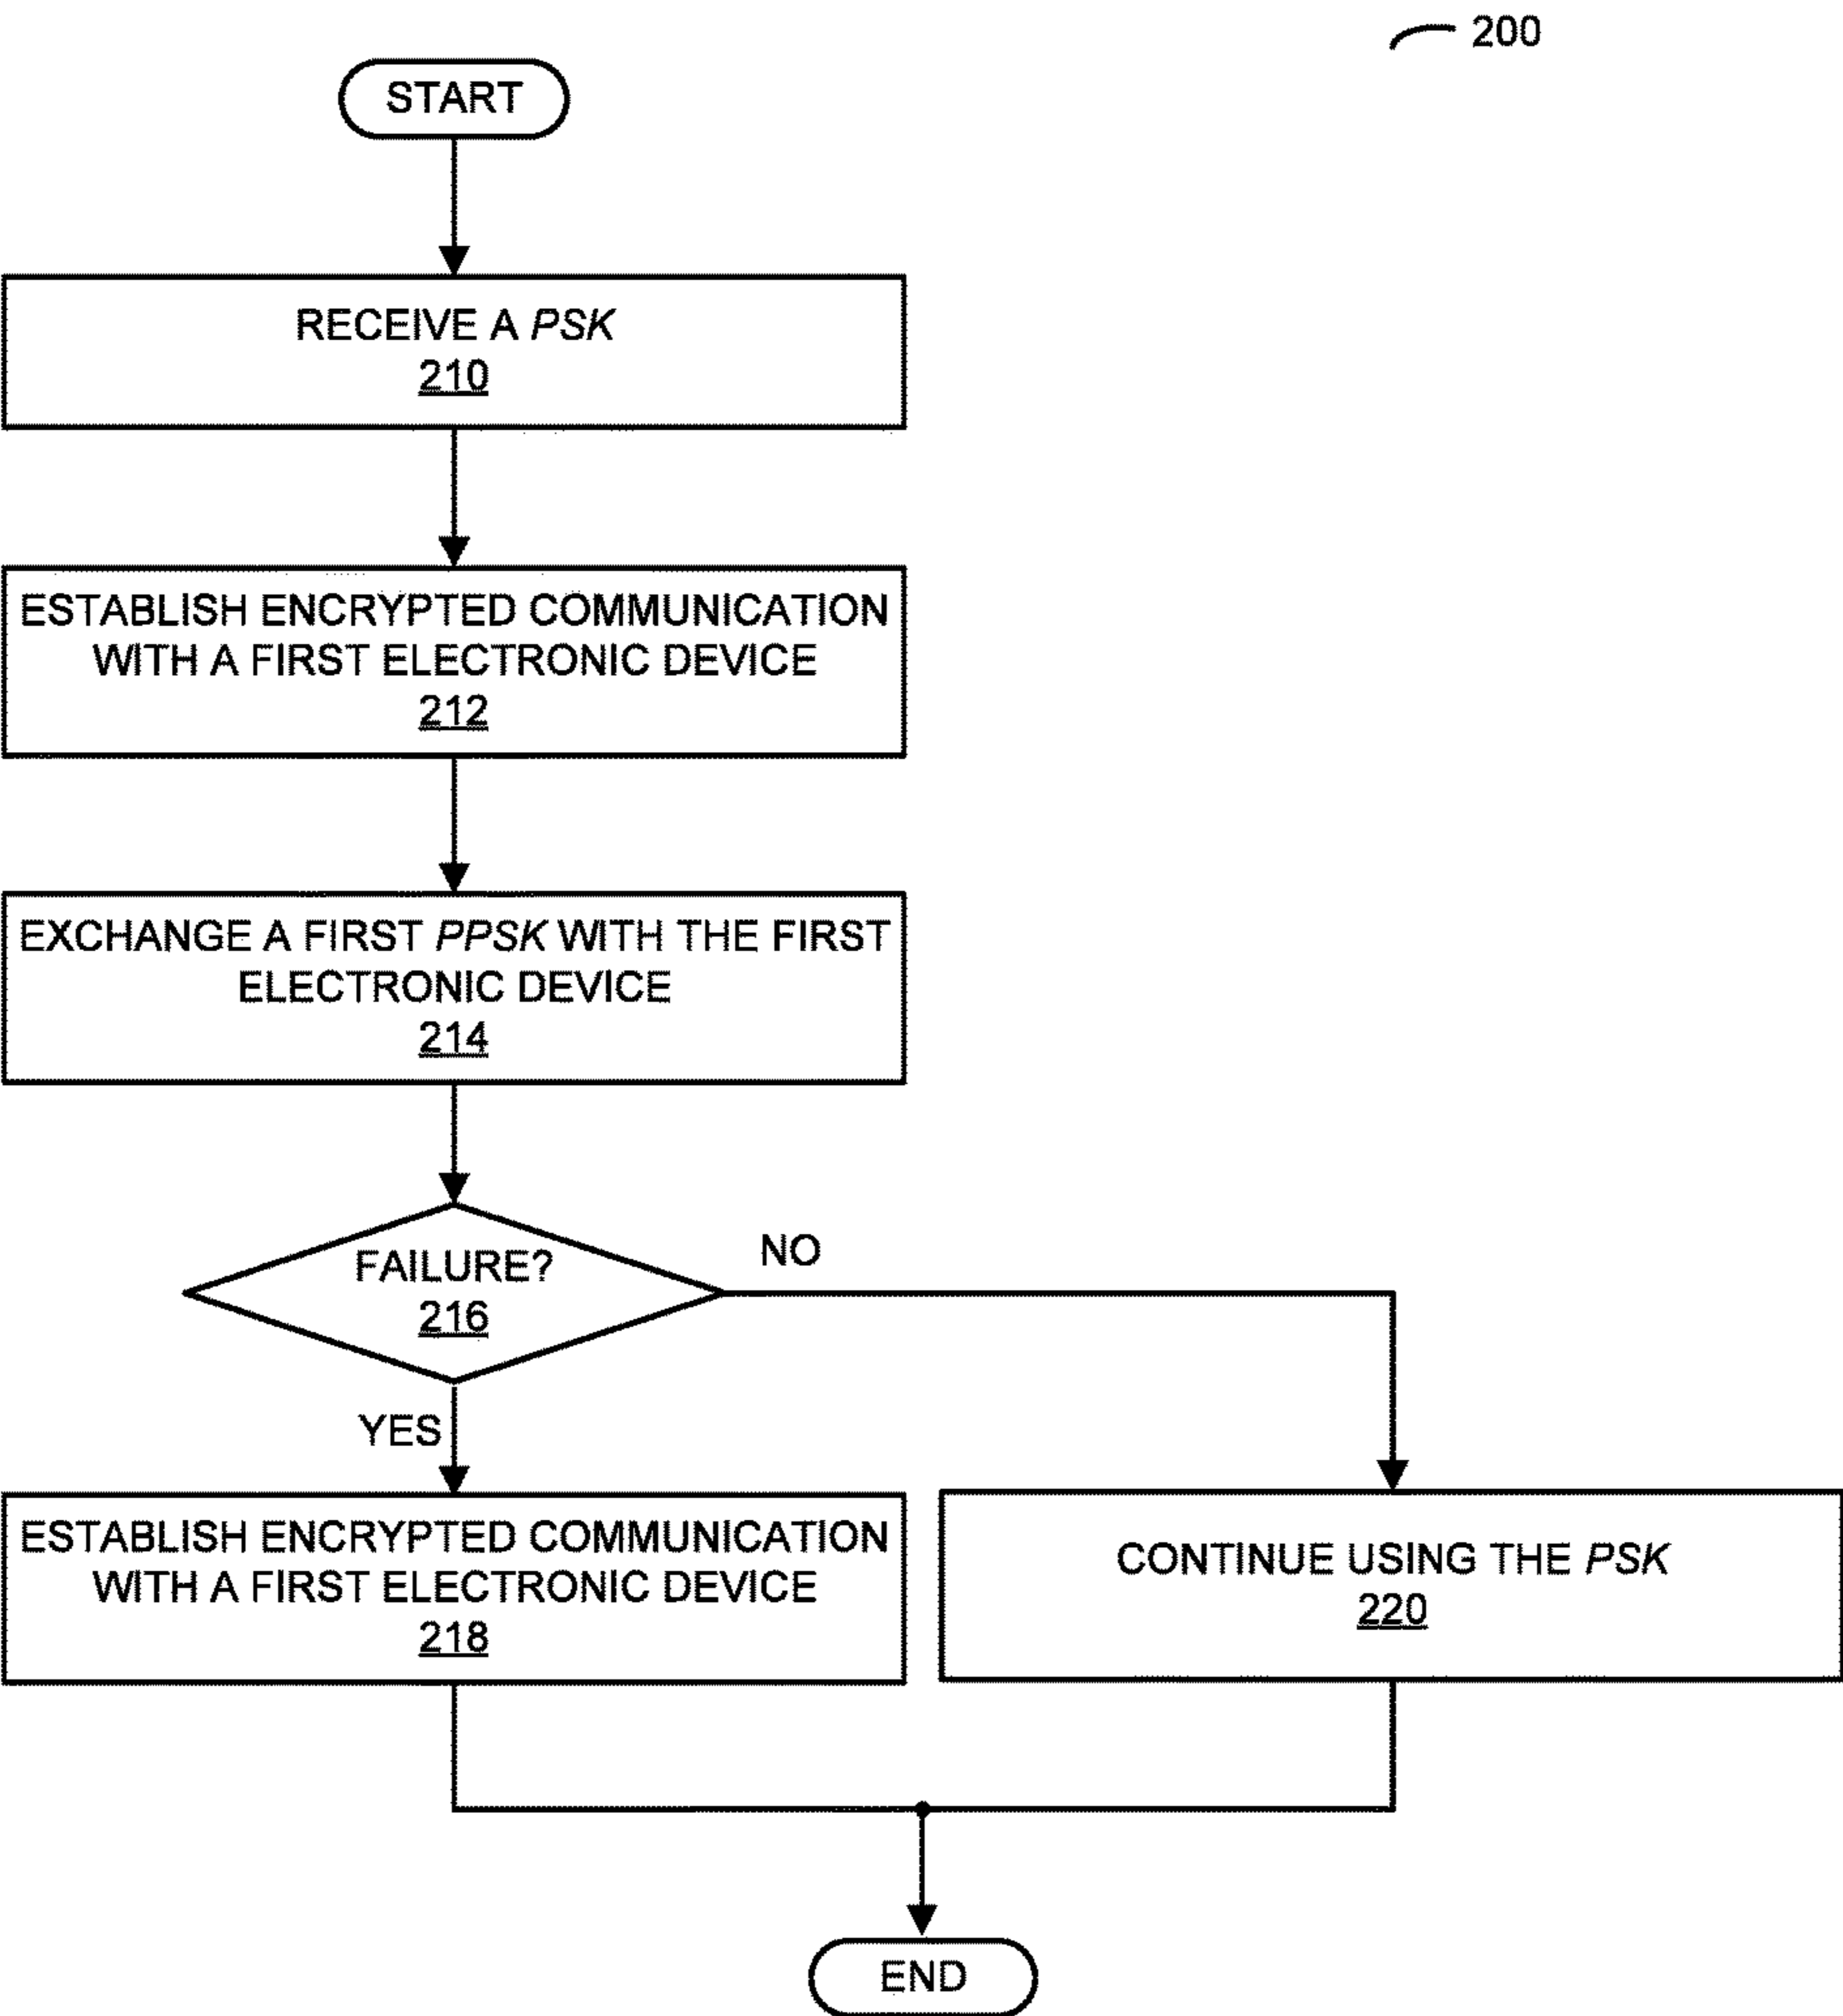 200
START
RECEIVE A PSK
210
ESTABLISH ENCRYPTED COMMUNICATION
WITH A FIRST ELECTRONIC DEVICE
212
EXCHANGE A FIRST PPSK WITH THE FIRST
ELECTRONIC DEVICE
214
FAILURE?
216
NO
YES
ESTABLISH ENCRYPTED COMMUNICATION
WITH A FIRST ELECTRONIC DEVICE
218
CONTINUE USING THE PSK
220
END